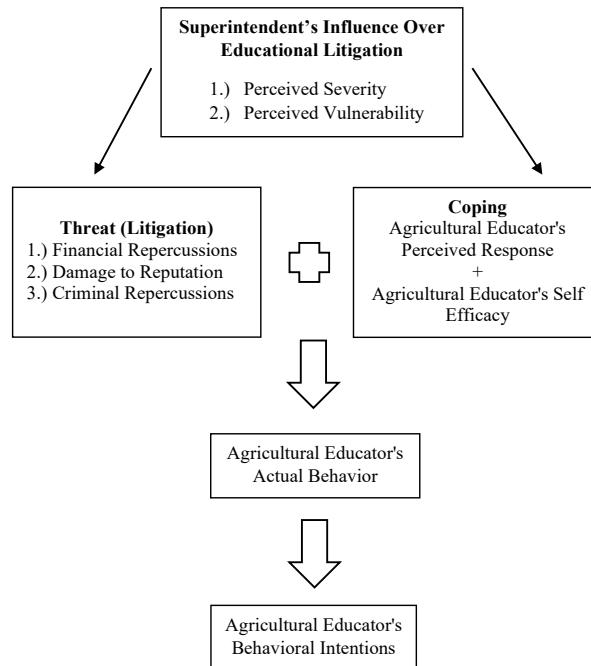 Superintendent's Influence Over
Educational Litigation
1.) Perceived Severity
2.) Perceived Vulnerability
Threat (Litigation)
1.) Financial Repercussions
2.) Damage to Reputation
3.) Criminal Repercussions
Coping
Agricultural Educator's
Perceived Response
+
Agricultural Educator's Self
Efficacy
Agricultural Educator's
Actual Behavior
Agricultural Educator's
Behavioral Intentions